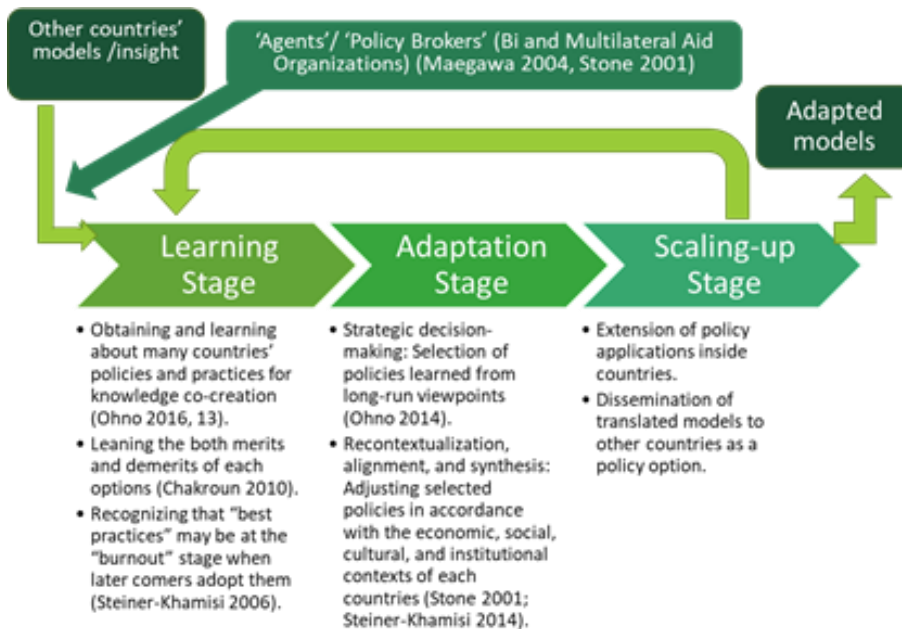 Other countries'
models /insight
'Agents'/ 'Policy Brokers' (Bi and Multilateral Aid
Organizations) (Maegawa 2004, Stone 2001)
Adapted
models
Learning
Stage
Adaptation
Stage
Scaling-up
Stage
• Obtaining and learning
about many countries'
policies and practices for
knowledge co-creation
(Ohno 2016, 13).
• Leaning the both merits
and demerits of each
options (Chakroun 2010).
• Recognizing that "best
practices" may be at the
"burnout" stage when
later comers adopt them
(Steiner-Khamisi 2006).
• Strategic decision-
making: Selection of
policies learned from
long-run viewpoints
(Ohno 2014).
• Recontextualization,
alignment, and synthesis:
Adjusting selected
policies in accordance
with the economic, social,
cultural, and institutional
contexts of each
countries (Stone 2001;
Steiner-Khamisi 2014).
• Extension of policy
applications inside
countries.
• Dissemination of
translated models to
other countries as a
policy option.